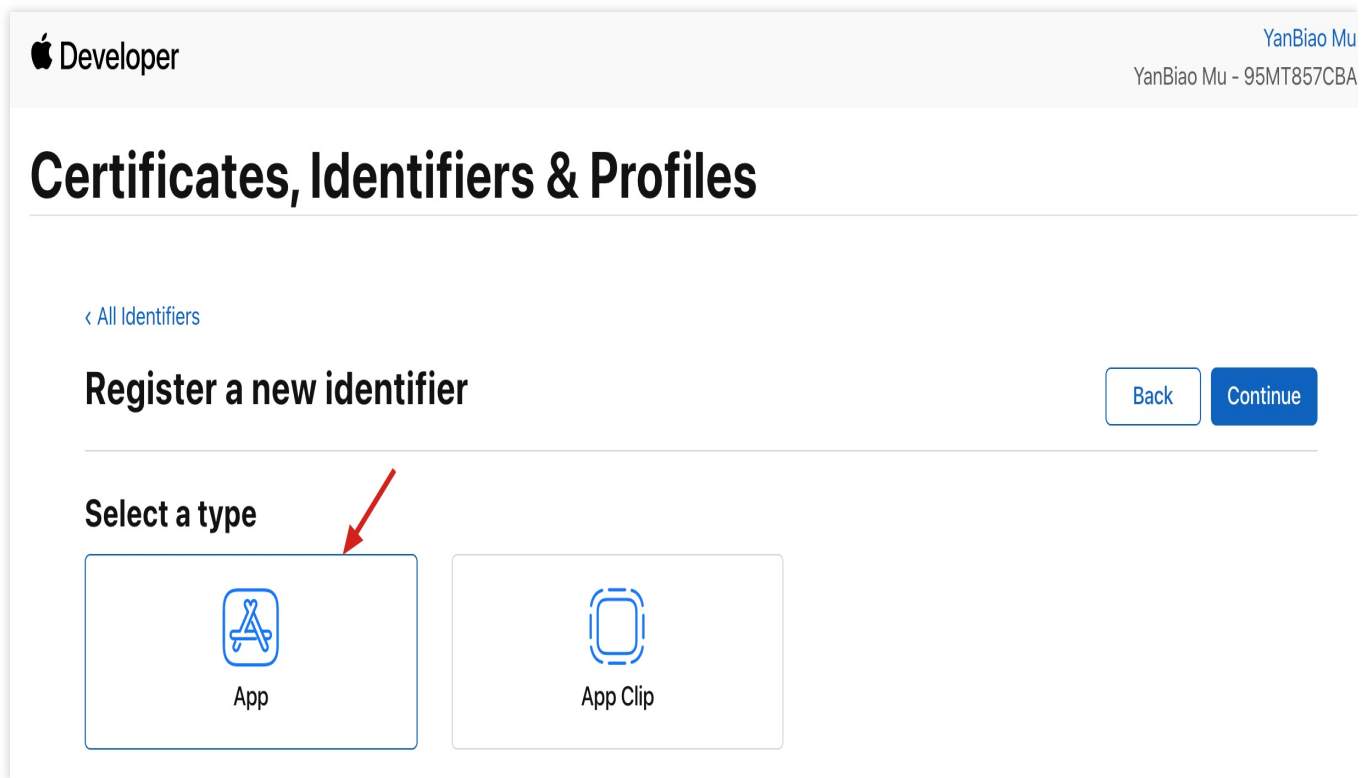 Developer
YanBiao Mu
YanBiao Mu - 95MT857CBA
Certificates, Identifiers & Profiles
‹ All Identifiers
Register a new identifier
Back
Continue
Select a type
App
App Clip